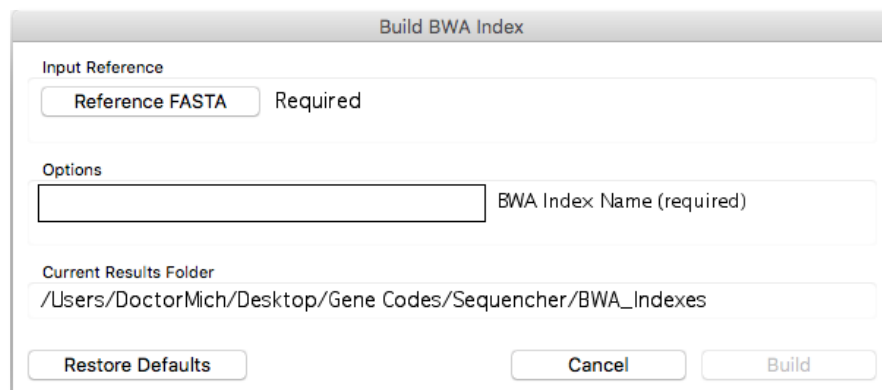 Build BWA Index
Input Reference
Reference FASTA Required
Options
BWA Index Name (required)
Current Results Folder
/Users/DoctorMich/Desktop/Gene Codes/Sequencher/BWA_Indexes
Restore Defaults Cancel Build